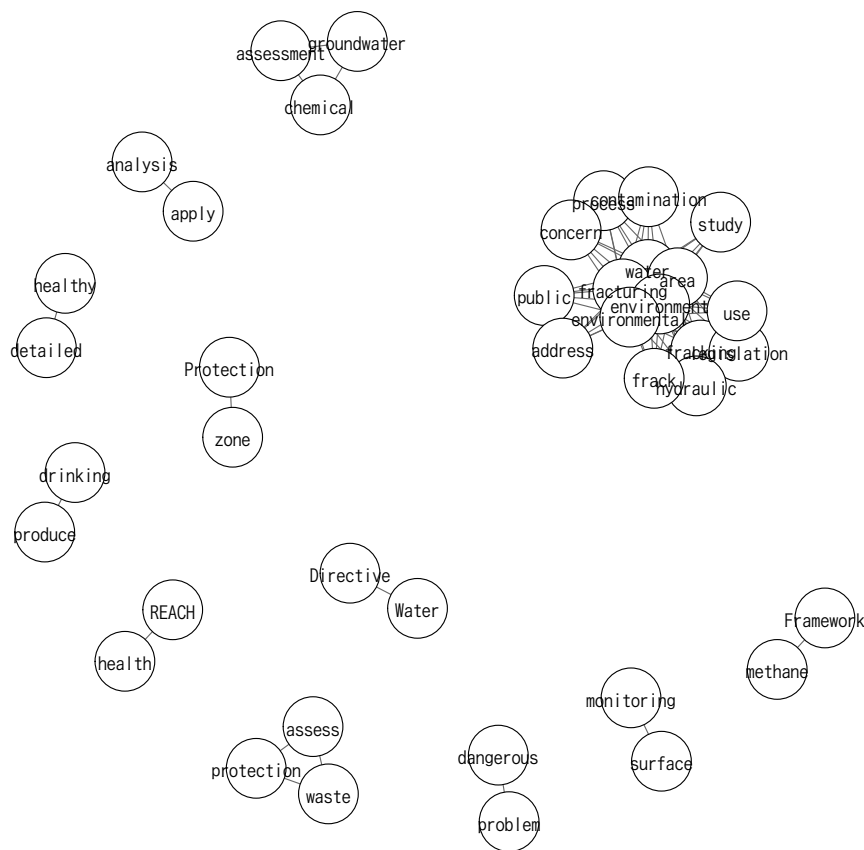 groundwater
assessment
chemical
analysis
apply
process
contamination
concern
study
water
area
healthy
fracturing
public
environment
use
environmental
detailed
address
fracking
legislation
Protection
frack
hydraulic
zone
drinking
produce
Directive
Water
REACH
Framework
health
methane
monitoring
assess
dangerous
surface
protection
waste
problem